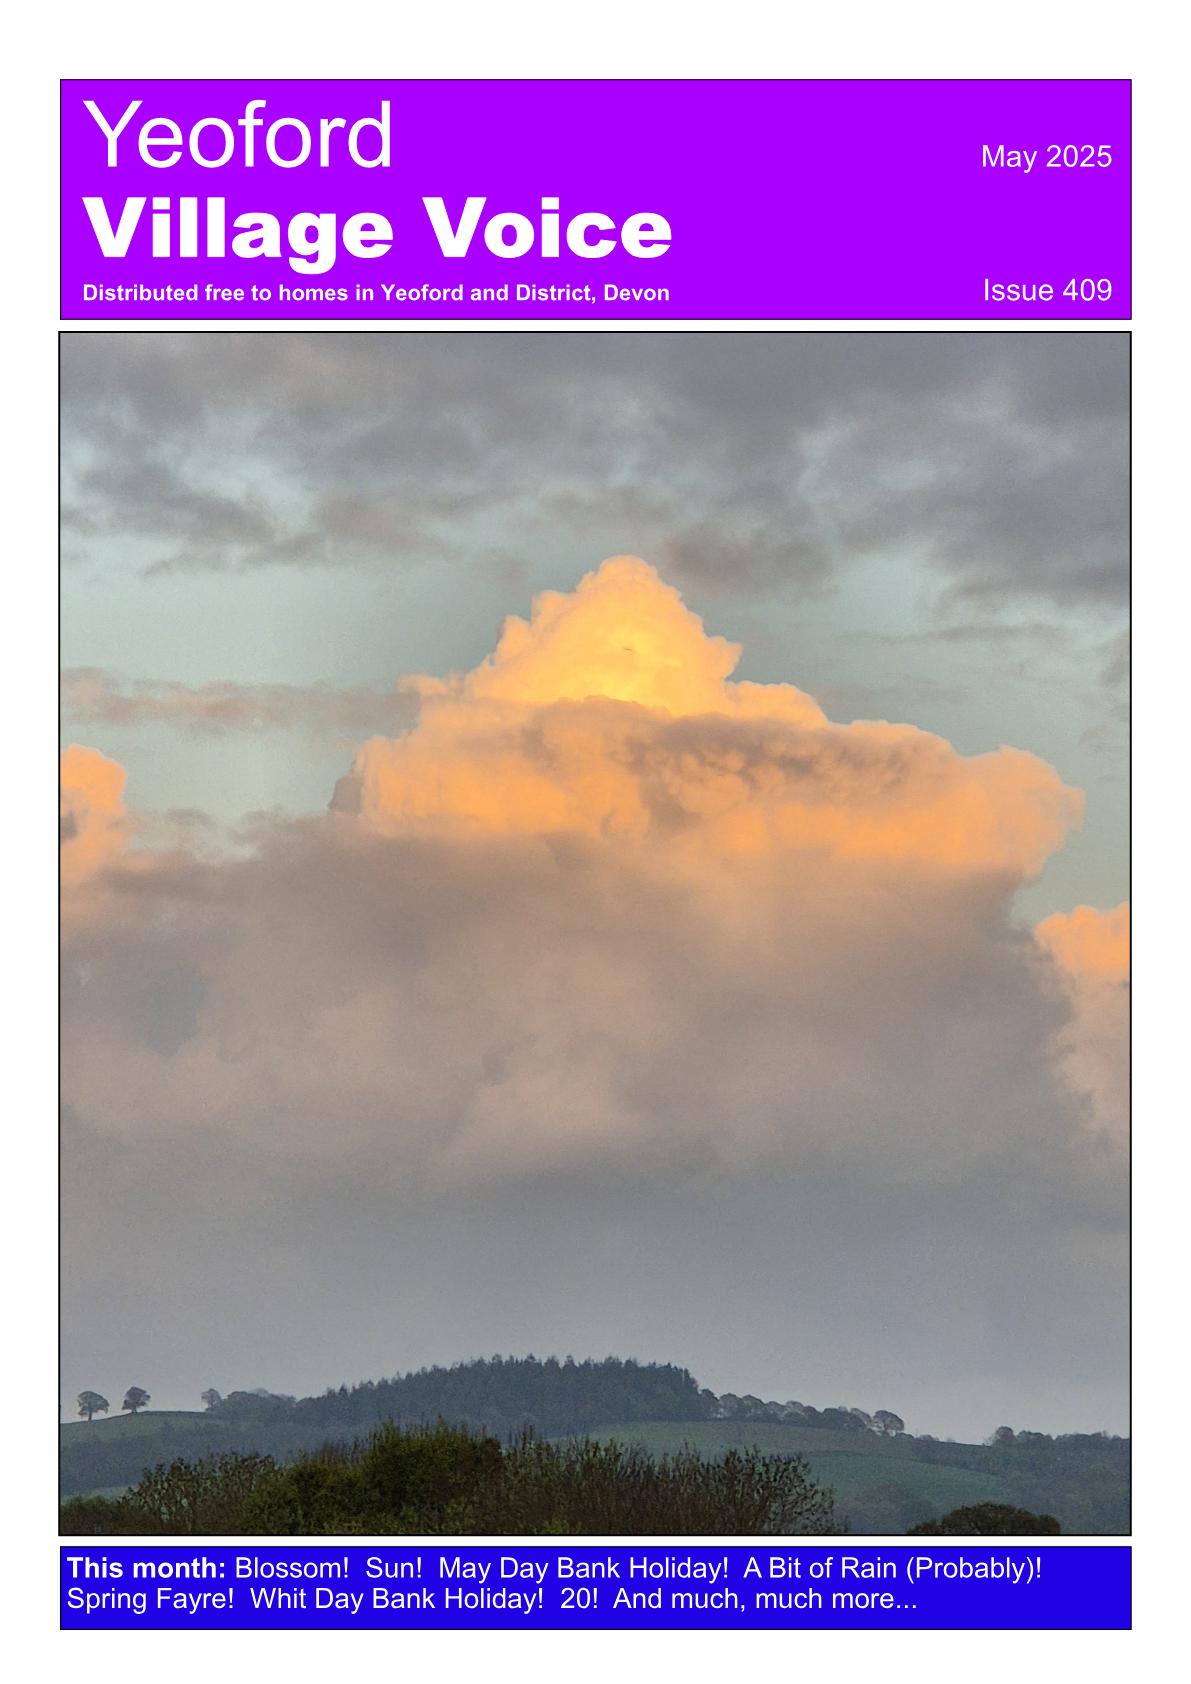 Yeoford
May 2025
Village Voice
Distributed free to homes in Yeoford and District, Devon
Issue 409
This month: Blossom!  Sun!  May Day Bank Holiday!  A Bit of Rain (Probably)!
Spring Fayre!  Whit Day Bank Holiday!  20!  And much, much more...